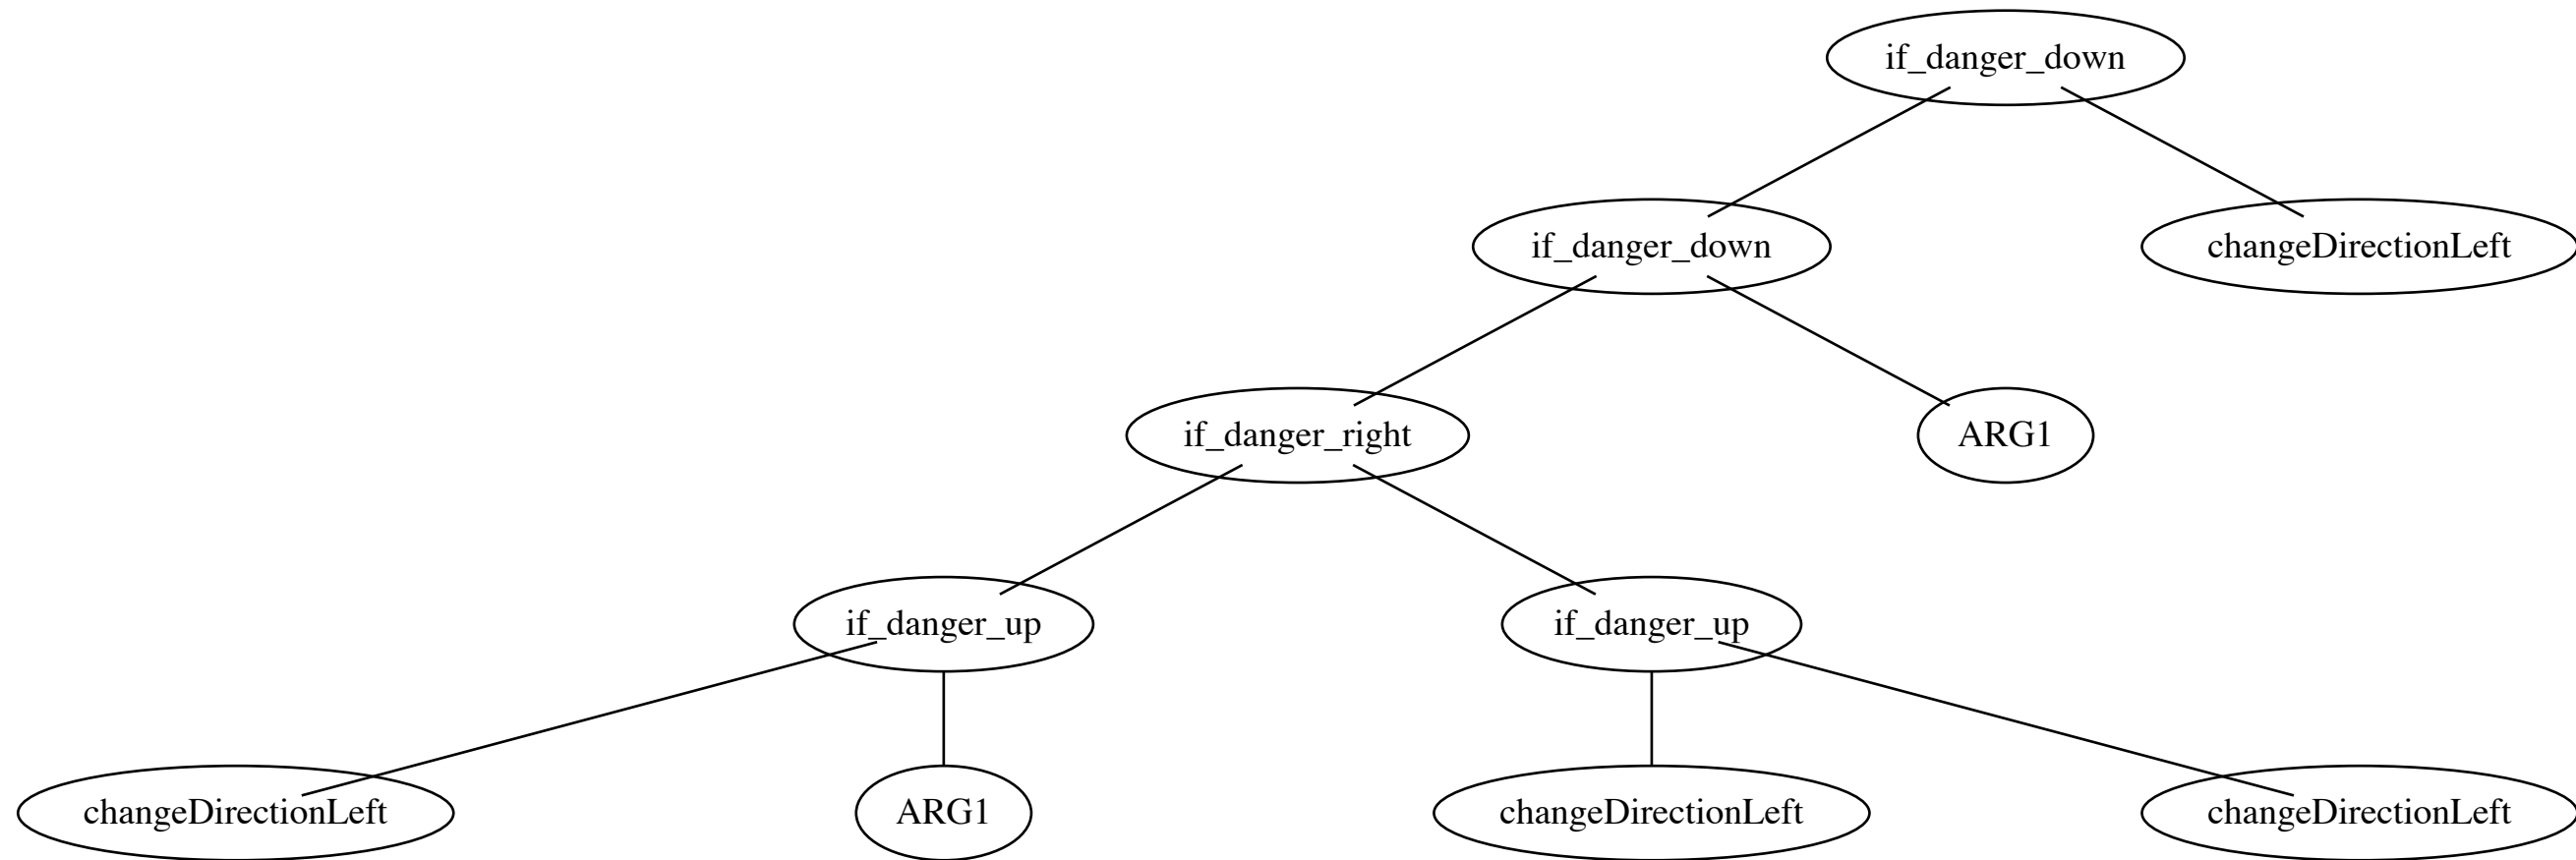 if_danger_down
if_danger_down
changeDirectionLeft
if_danger_right
ARG1
if_danger_up
if_danger_up
changeDirectionLeft
ARG1
changeDirectionLeft
changeDirectionLeft